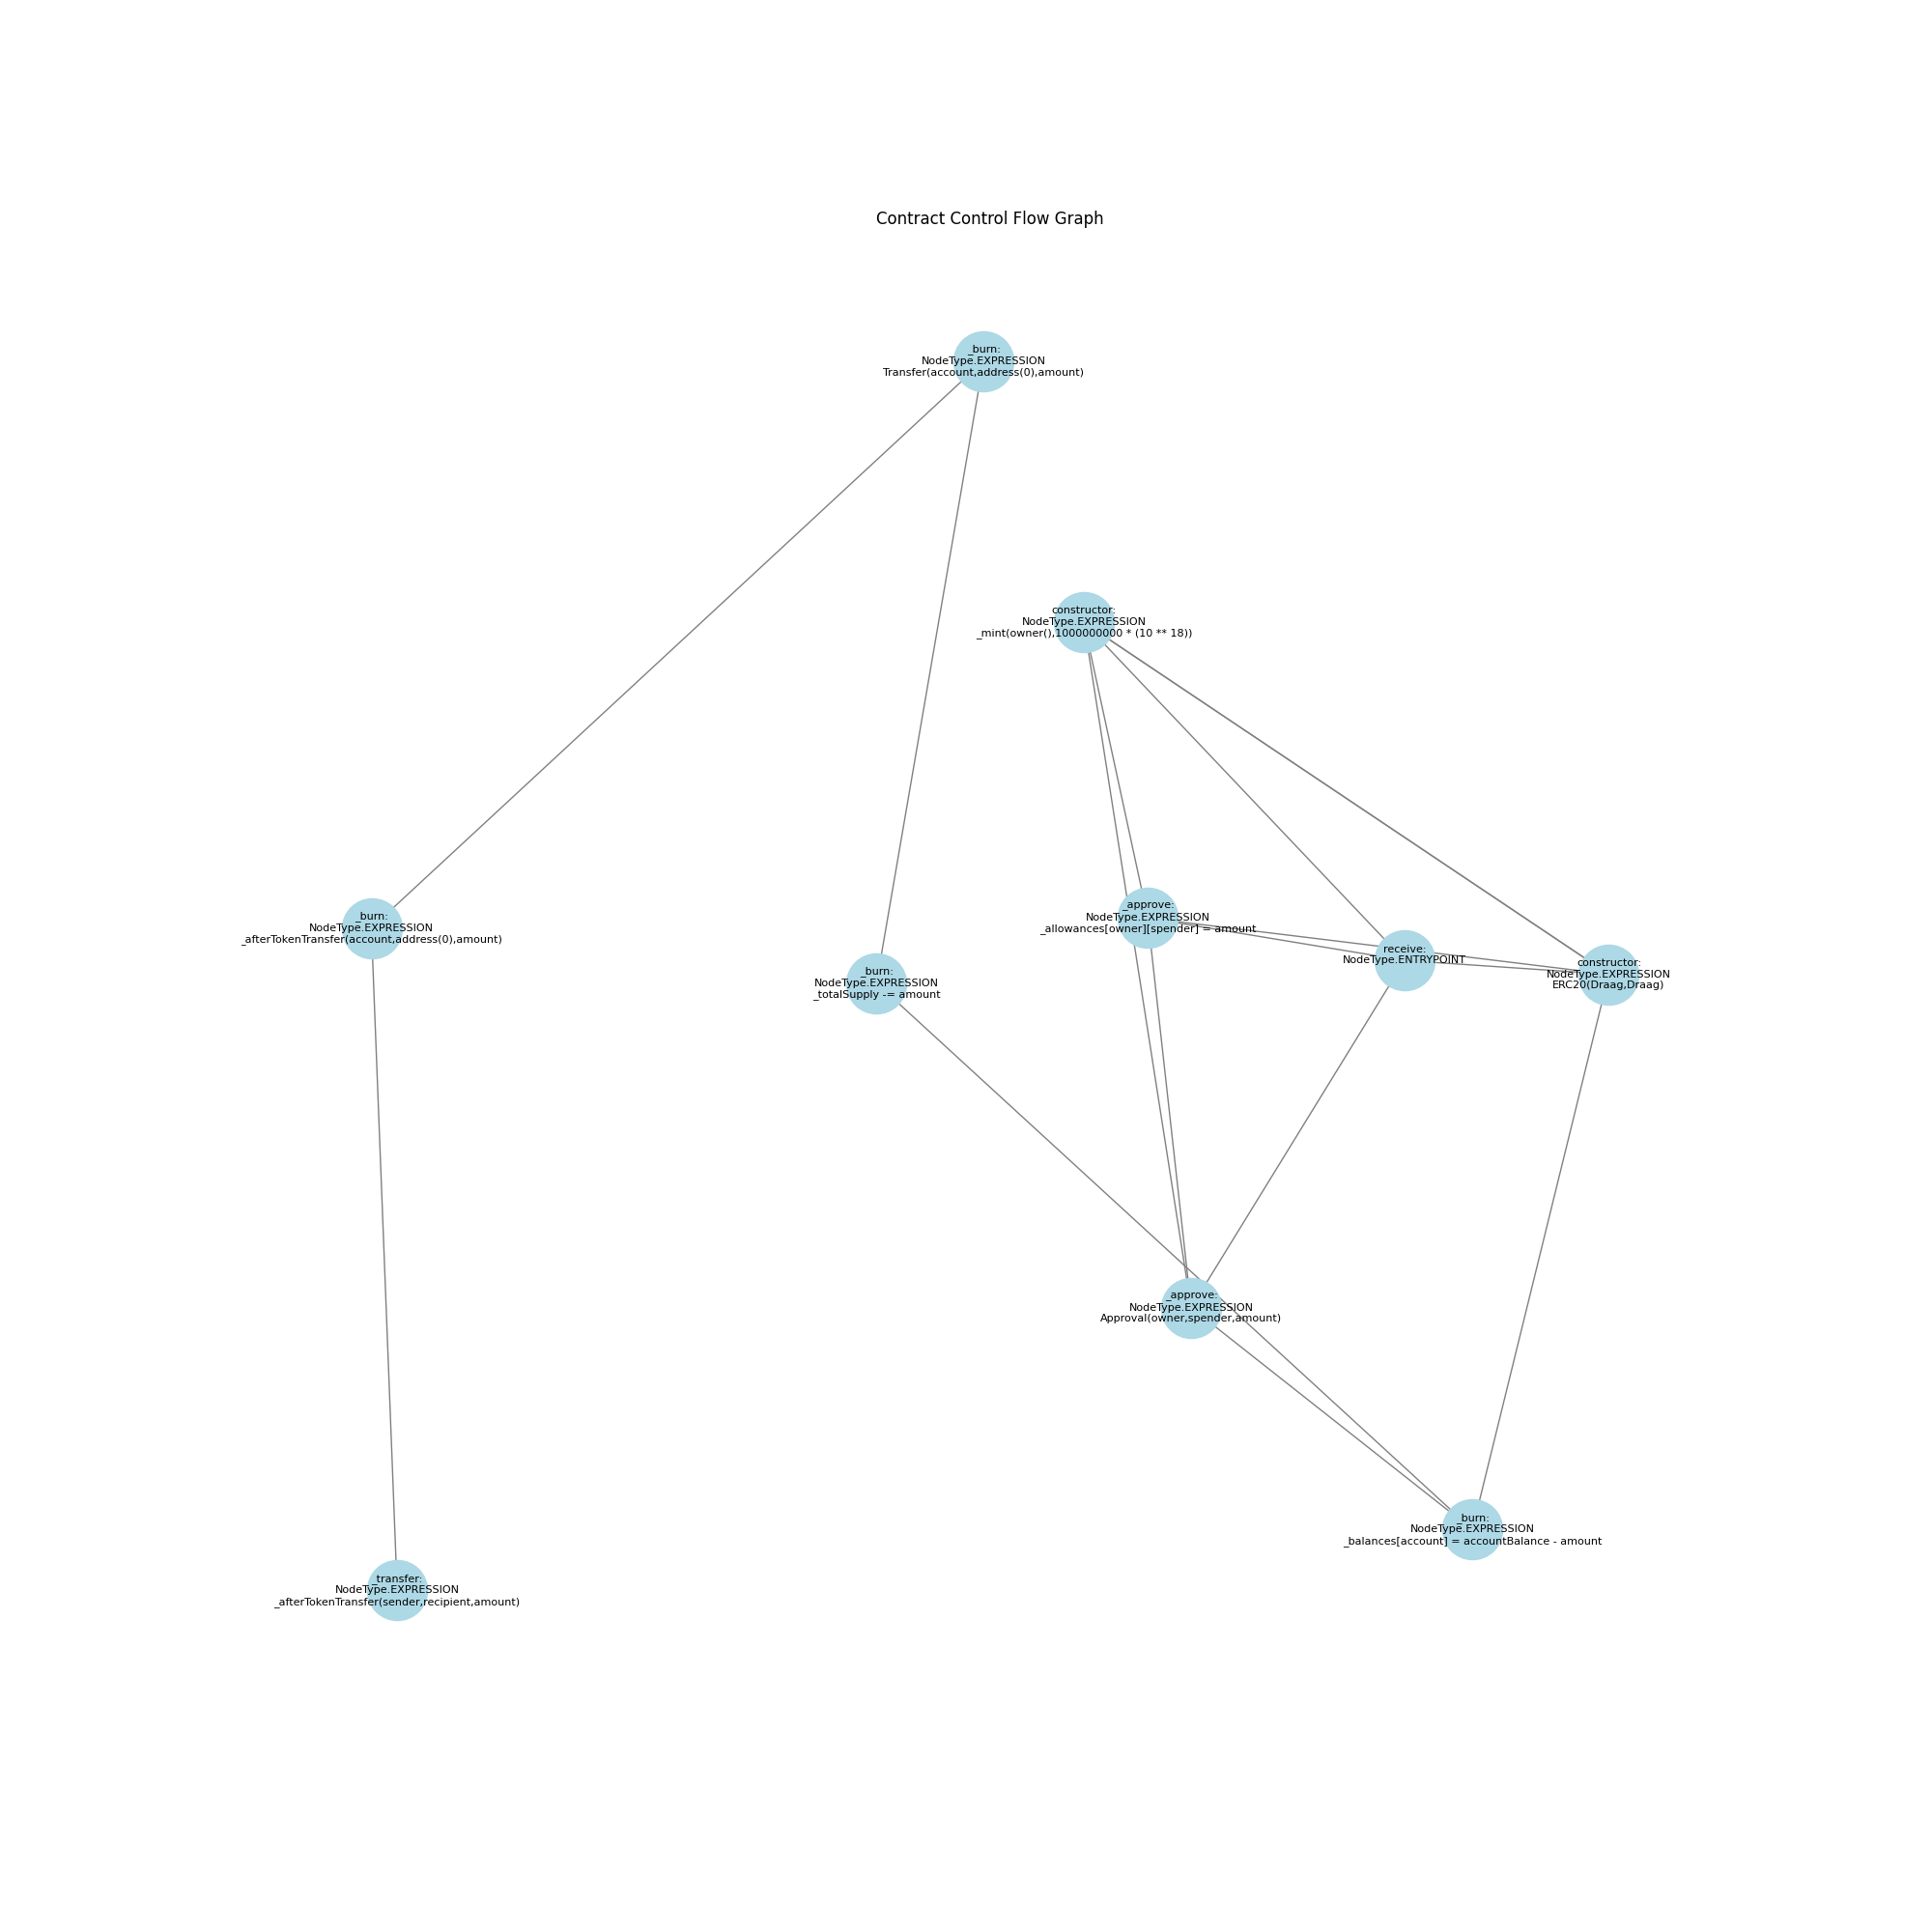 Contract Control Flow Graph
_burn:
NodeType.EXPRESSION
Transfer(account,address(0),amount)
constructor:
NodeType.EXPRESSION
_mint(owner(),1000000000 * (10 ** 18))
_approve:
NodeType.EXPRESSION
_allowances[owner][spender] = amount
_burn:
NodeType.EXPRESSION
_afterTokenTransfer(account,address(0),amount)
receive:
NodeType.ENTRYPOINT
constructor:
NodeType.EXPRESSION
ERC20(Draag,Draag)
_burn:
NodeType.EXPRESSION
_totalSupply -= amount
_approve:
NodeType.EXPRESSION
Approval(owner,spender,amount)
_burn:
NodeType.EXPRESSION
_balances[account] = accountBalance - amount
_transfer:
NodeType.EXPRESSION
_afterTokenTransfer(sender,recipient,amount)